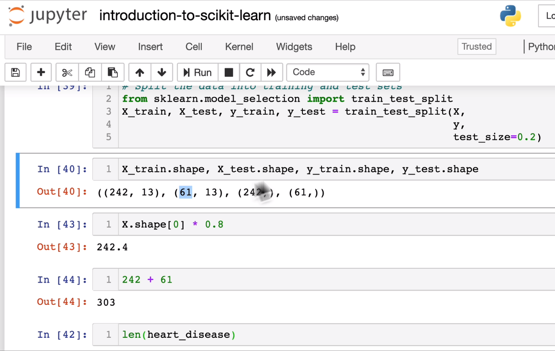 jupyter introduction-to-scikit-learn (unsaved changes)
Lo
File Edit View Insert Cell Kernel Widgets Help Trusted Python
Run Code
In [39]: 1 # Split the data into training and test sets
2 from sklearn.model_selection import train_test_split
3 X_train, X_test, y_train, y_test = train_test_split(X,
4 y,
5 test_size=0.2)
In [40]: 1 X_train.shape, X_test.shape, y_train.shape, y_test.shape
Out[40]: ((242, 13), (61, 13), (242,), (61,))
In [43]: 1 X.shape[0] * 0.8
Out[43]: 242.4
In [44]: 1 242 + 61
Out[44]: 303
In [42]: 1 len(heart_disease)